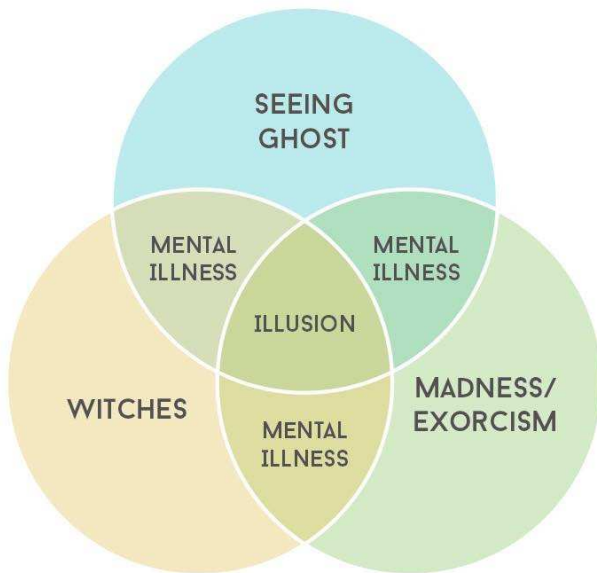 SEEING
GHOST
MENTAL
ILLNESS
MENTAL
ILLNESS
ILLUSION
WITCHES
MADNESS/
EXORCISM
MENTAL
ILLNESS